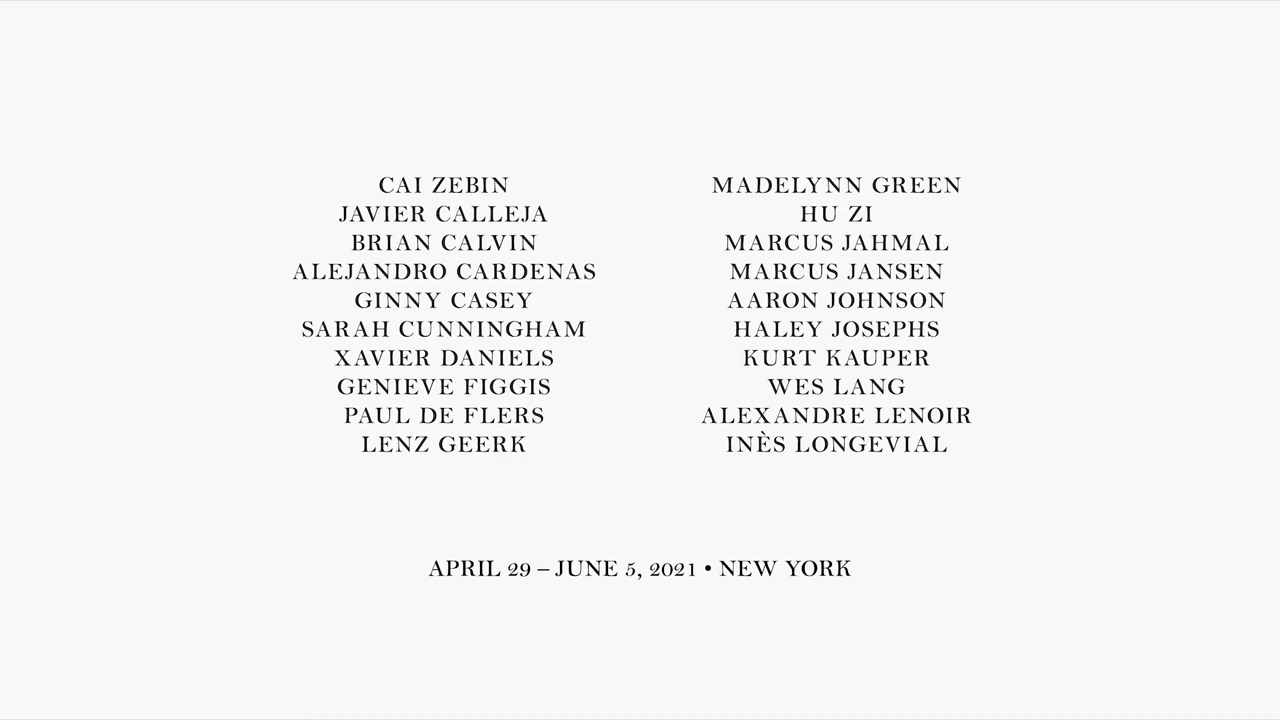 CAI ZEBIN
JAVIER CALLEJA
BRIAN CALVIN
ALEJANDRO CARDENAS
GINNY CASEY
SARAH CUNNINGHAM
XAVIER DANIELS
GENIEVE FIGGIS
PAUL DE FLERS
LENZ GEERK
MADELYNN GREEN
HU ZI
MARCUS JAHMAL
MARCUS JANSEN
AARON JOHNSON
HALEY JOSEPHS
KURT KAUPER
WES LANG
ALEXANDRE LENOIR
INÈS LONGEVIAL
APRIL 29 – JUNE 5, 2021 • NEW YORK